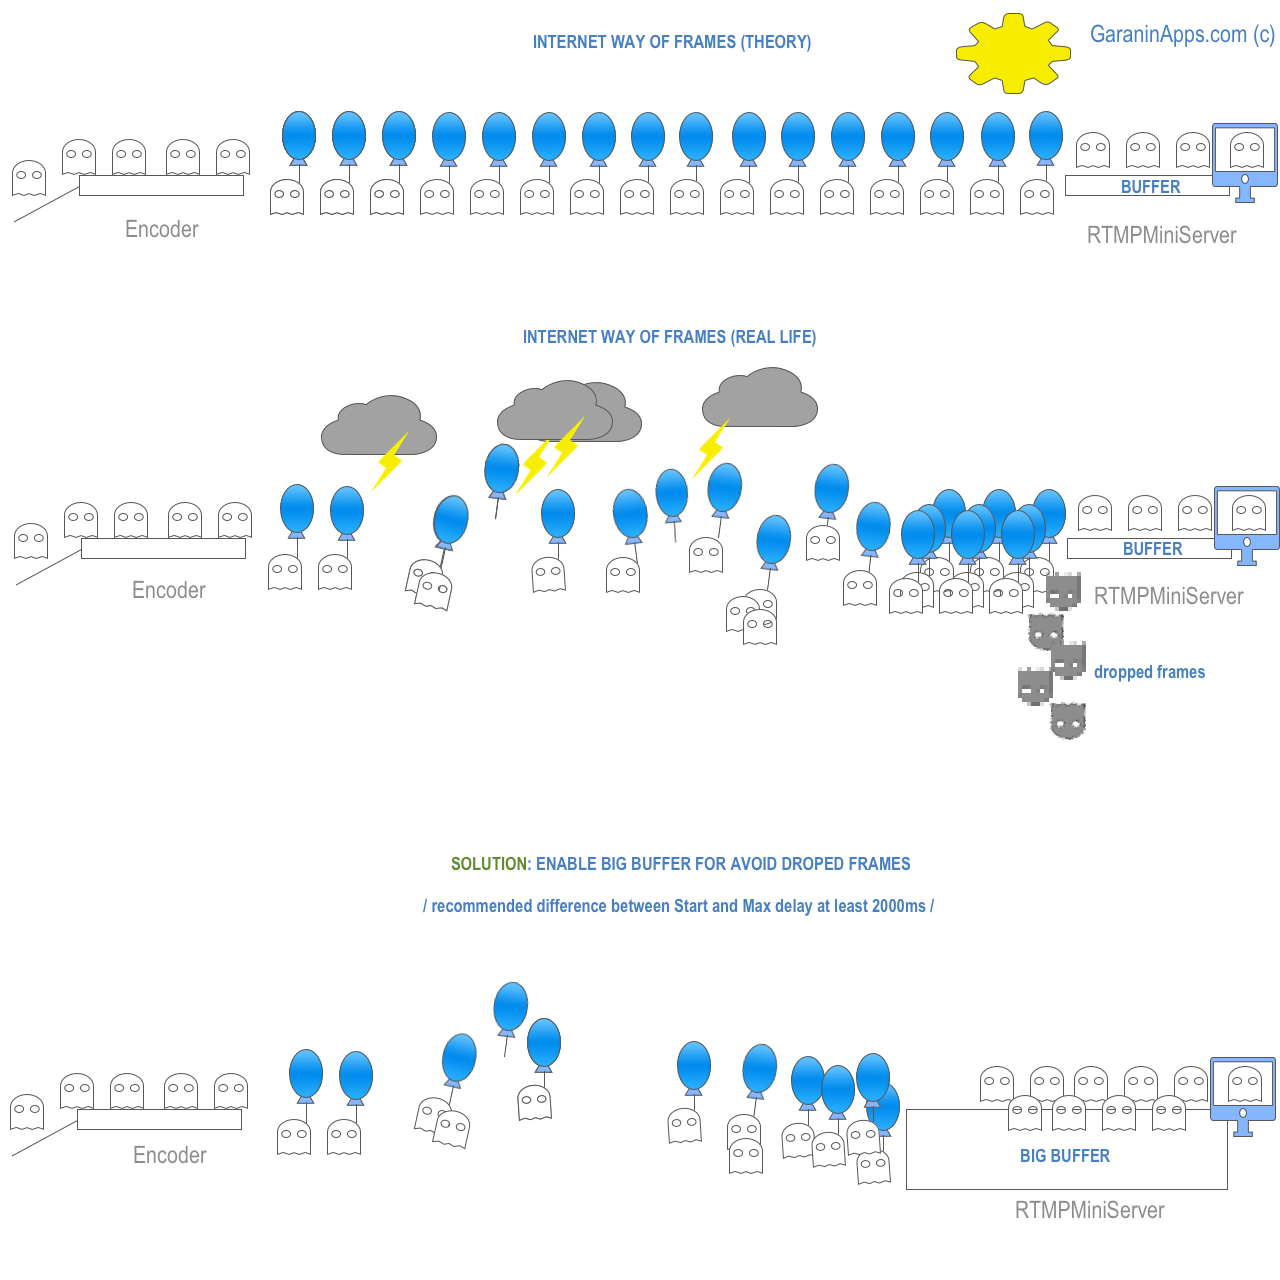 INTERNET WAY OF FRAMES (THEORY)
GaraninApps.com (c)
BUFFER
Encoder
RTMPMiniServer
INTERNET WAY OF FRAMES (REAL LIFE)
BUFFER
Encoder
RTMPMiniServer
dropped frames
SOLUTION: ENABLE BIG BUFFER FOR AVOID DROPED FRAMES
/ recommended difference between Start and Max delay at least 2000ms /
Encoder
BIG BUFFER
RTMPMiniServer